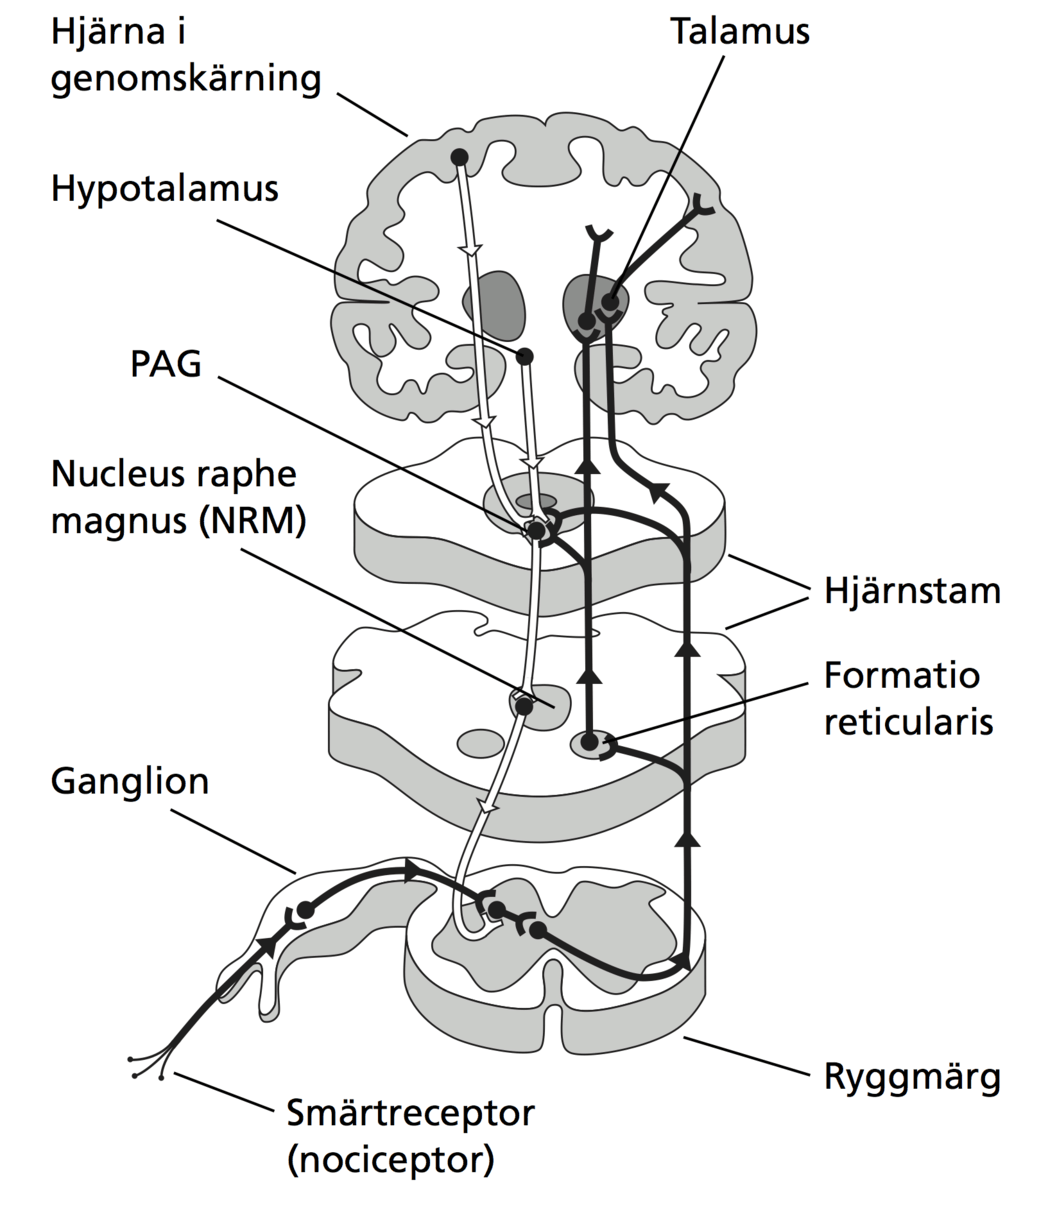 Hjärna i
genomskärning
Talamus
Hypotalamus
PAG
Nucleus raphe
magnus (NRM)
Hjärnstam
Formatio
reticularis
Ganglion
Ryggmärg
Smärtreceptor
(nociceptor)